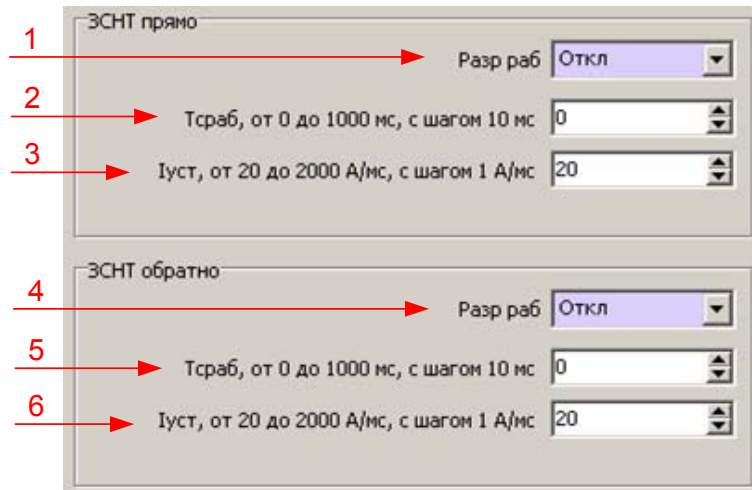 ЗСНТ прямо
1
Разр раб Откл
2
Тсраб, от 0 до 1000 мс, с шагом 10 мс 0
3
Iуст, от 20 до 2000 А/мс, с шагом 1 А/мс 20
ЗСНТ обратно
4
Разр раб Откл
5
Тсраб, от 0 до 1000 мс, с шагом 10 мс 0
6
Iуст, от 20 до 2000 А/мс, с шагом 1 А/мс 20